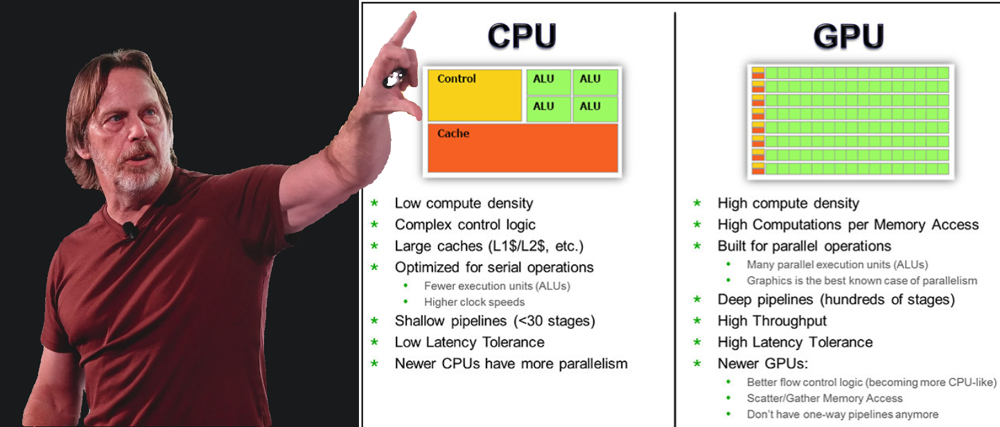 CPU
Control
ALU ALU
ALU ALU
Cache
* Low compute density
* Complex control logic
* Large caches (L1$/L2$, etc.)
* Optimized for serial operations
• Fewer execution units (ALUs)
• Higher clock speeds
* Shallow pipelines (<30 stages)
* Low Latency Tolerance
* Newer CPUs have more parallelism
GPU
* High compute density
* High Computations per Memory Access
* Built for parallel operations
• Many parallel execution units (ALUs)
• Graphics is the best known case of parallelism
* Deep pipelines (hundreds of stages)
* High Throughput
* High Latency Tolerance
* Newer GPUs:
• Better flow control logic (becoming more CPU-like)
• Scatter/Gather Memory Access
• Don't have one-way pipelines anymore